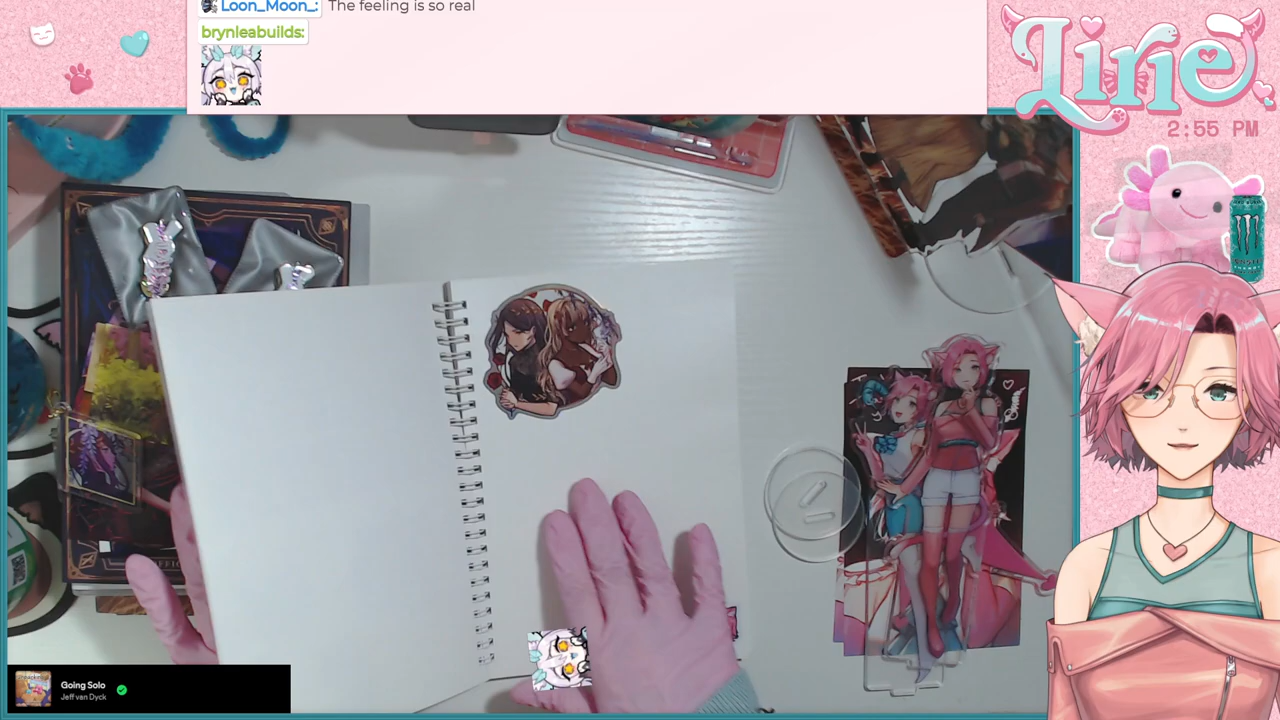 Loon_Moon_: The feeling is so real
brynleabuilds:
Lirie
2:55 PM
Going Solo
Jeff van Dyck